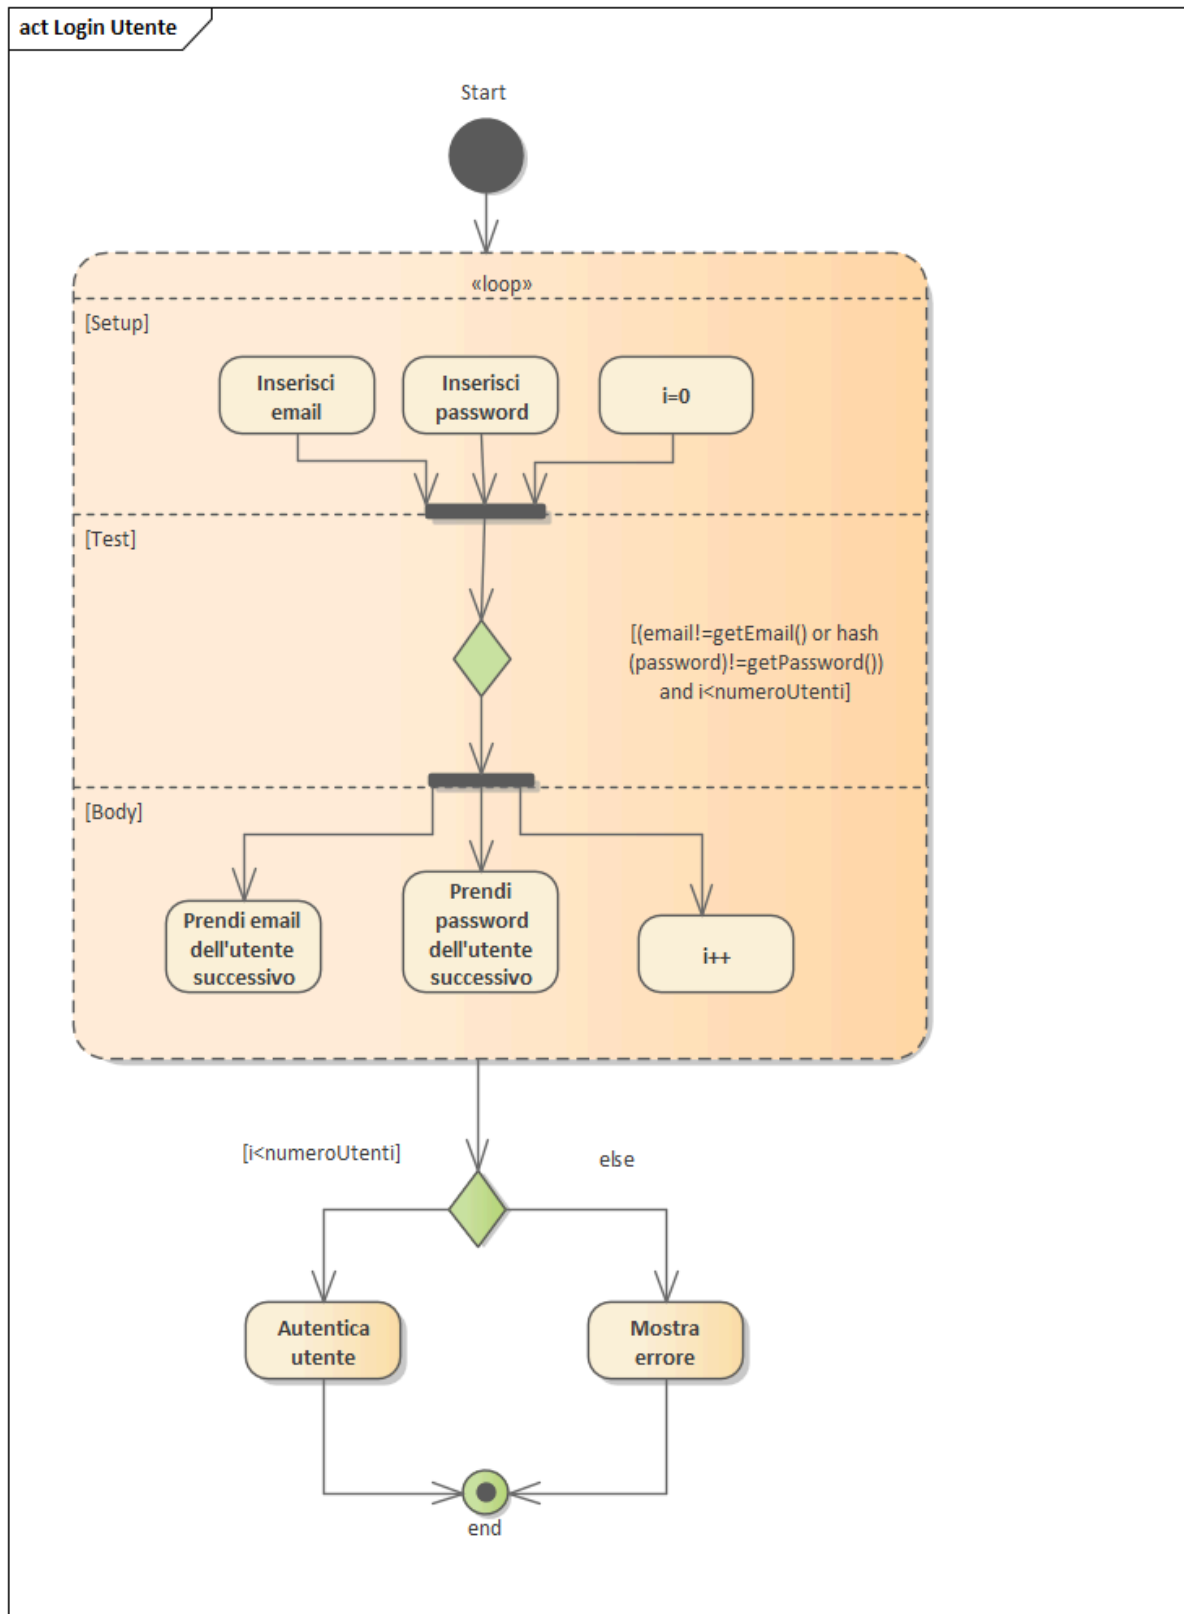 act Login Utente
Start
«loop»
[Setup]
Inserisci
email
Inserisci
password
i=0
[Test]
[(email!=getEmail() or hash
(password)!=getPassword())
and i<numeroUtenti]
[Body]
Prendi email
dell'utente
successivo
Prendi
password
dell'utente
successivo
i++
[i<numeroUtenti]
else
Autentica
utente
Mostra
errore
end